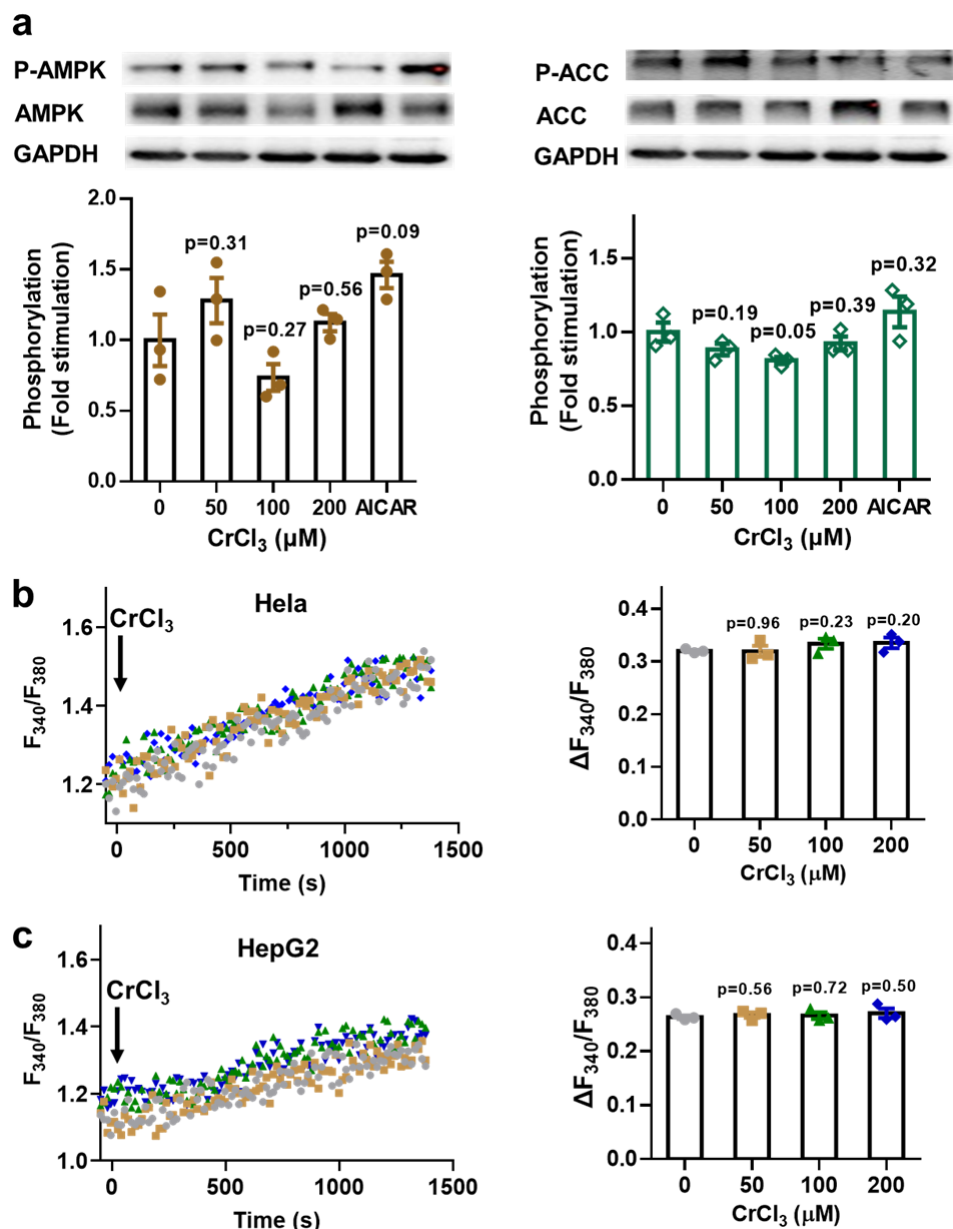 a
P-AMPK
AMPK
GAPDH
Phosphorylation
(Fold stimulation)
2.0
1.5
1.0
0.5
0.0
p=0.31
p=0.27
p=0.56
p=0.09
0 50 100 200 AICAR
CrCl₃ (µM)
P-ACC
ACC
GAPDH
Phosphorylation
(Fold stimulation)
1.5
1.0
0.5
0.0
p=0.19
p=0.05
p=0.39
p=0.32
0 50 100 200 AICAR
CrCl₃ (µM)
b
CrCl₃
Hela
F₃₄₀/F₃₈₀
1.6
1.4
1.2
0 500 1000 1500
Time (s)
ΔF₃₄₀/F₃₈₀
0.4
0.3
0.2
0.1
0.0
p=0.96 p=0.23 p=0.20
0 50 100 200
CrCl₃ (µM)
c
HepG2
CrCl₃
F₃₄₀/F₃₈₀
1.6
1.4
1.2
1.0
0 500 1000 1500
Time (s)
ΔF₃₄₀/F₃₈₀
0.4
0.3
0.2
0.1
0.0
p=0.56 p=0.72 p=0.50
0 50 100 200
CrCl₃ (µM)